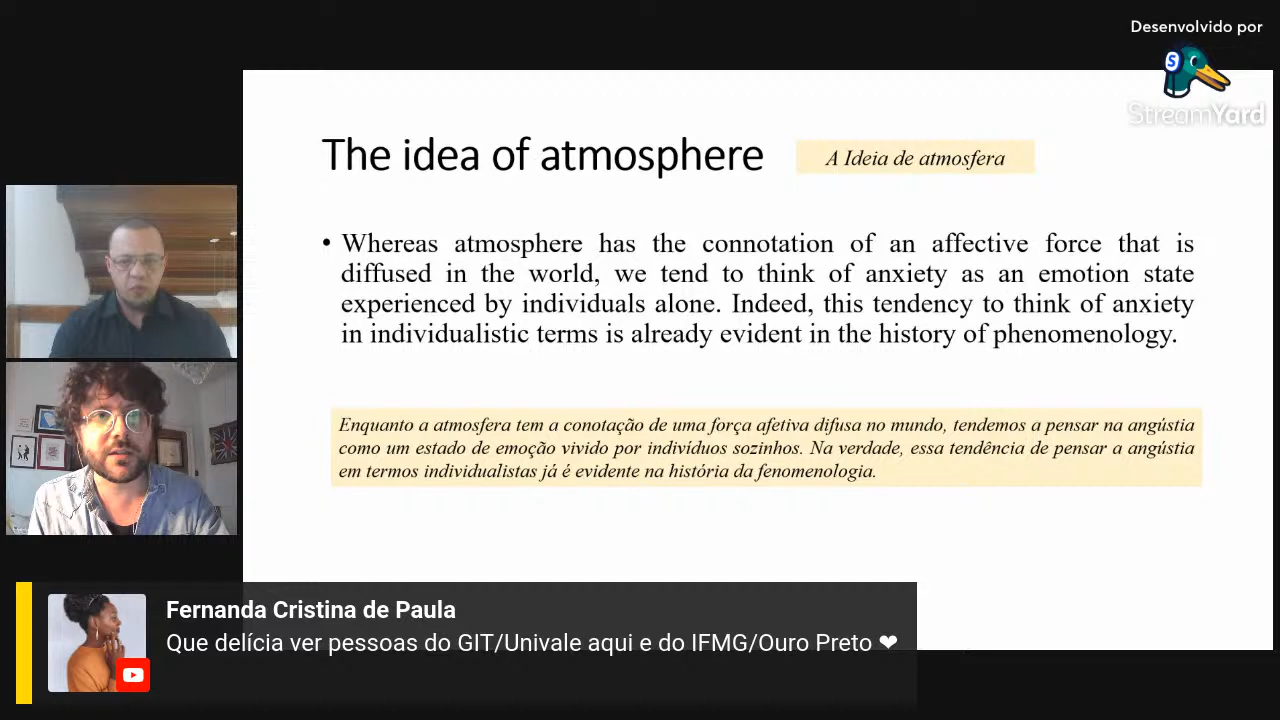 Desenvolvido por
StreamYard
The idea of atmosphere
A Ideia de atmosfera
• Whereas atmosphere has the connotation of an affective force that is
diffused in the world, we tend to think of anxiety as an emotion state
experienced by individuals alone. Indeed, this tendency to think of anxiety
in individualistic terms is already evident in the history of phenomenology.
Enquanto a atmosfera tem a conotação de uma força afetiva difusa no mundo, tendemos a pensar na angústia
como um estado de emoção vivido por indivíduos sozinhos. Na verdade, essa tendência de pensar a angústia
em termos individualistas já é evidente na história da fenomenologia.
Fernanda Cristina de Paula
Que delícia ver pessoas do GIT/Univale aqui e do IFMG/Ouro Preto ❤